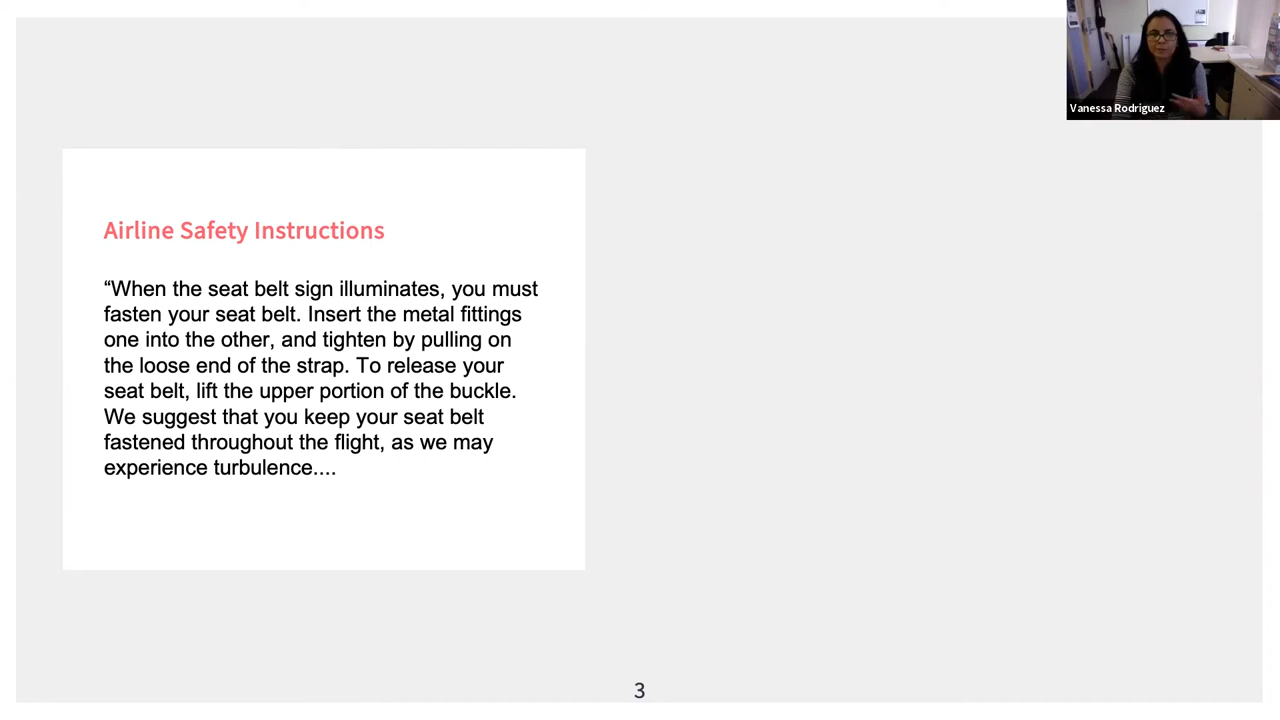 Vanessa Rodriguez
Airline Safety Instructions
“When the seat belt sign illuminates, you must
fasten your seat belt. Insert the metal fittings
one into the other, and tighten by pulling on
the loose end of the strap. To release your
seat belt, lift the upper portion of the buckle.
We suggest that you keep your seat belt
fastened throughout the flight, as we may
experience turbulence....
3